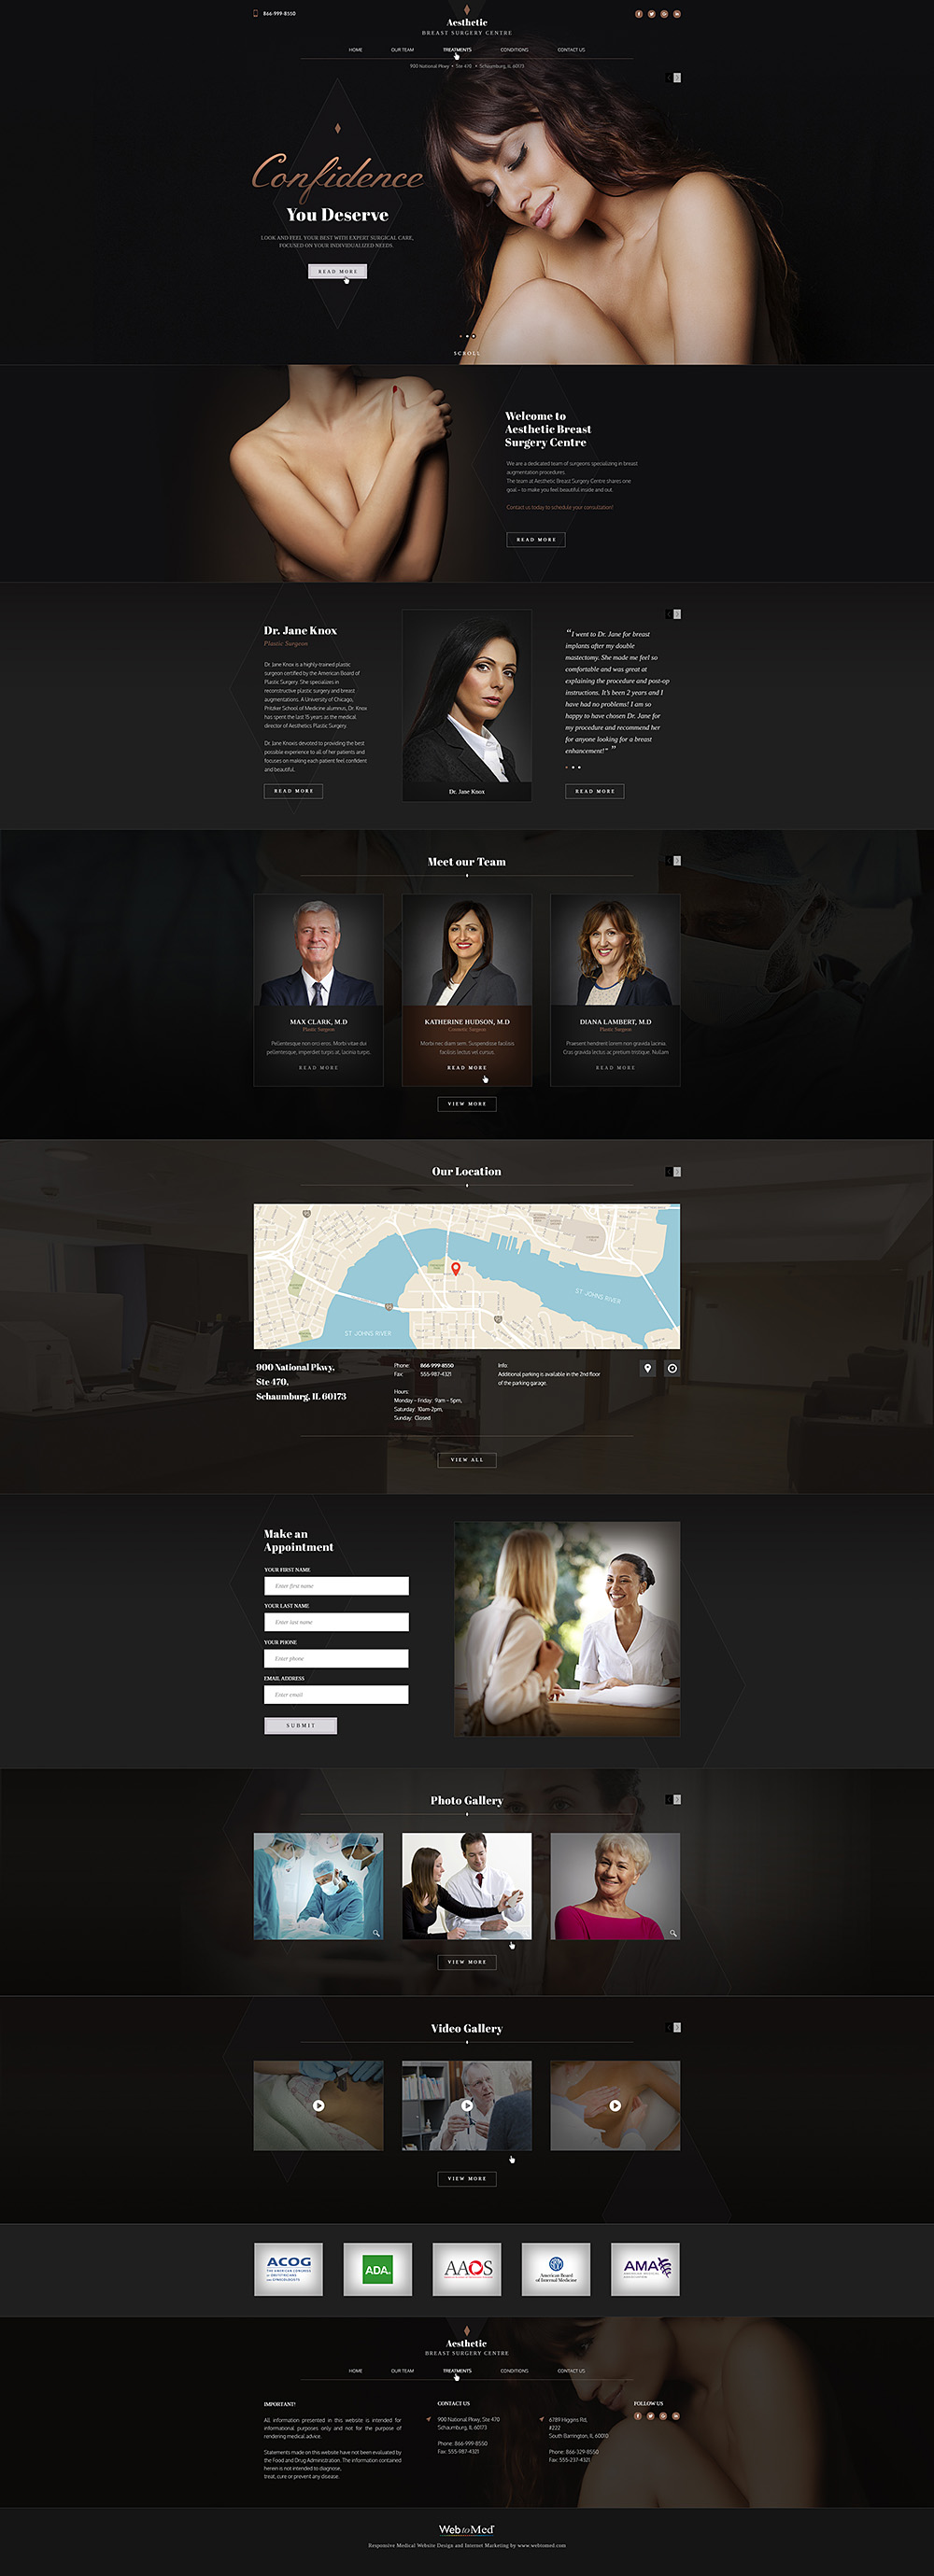 866-999-8550
Aesthetic
BREAST SURGERY CENTRE
HOME OUR TEAM TREATMENTS CONDITIONS CONTACT US
900 National Pkwy • Ste 470 • Schaumburg, IL 60173
Confidence
You Deserve
LOOK AND FEEL YOUR BEST WITH EXPERT SURGICAL CARE,
FOCUSED ON YOUR INDIVIDUALIZED NEEDS.
READ MORE
SCROLL
Welcome to
Aesthetic Breast
Surgery Centre
We are a dedicated team of surgeons specializing in breast
augmentation procedures
The team at Aesthetic Breast Surgery Centre shares one
goal – to make you feel beautiful inside and out.
Contact us today to schedule your consultation!
READ MORE
Dr. Jane Knox
Plastic Surgeon
Dr Jane Knox is a highly-trained plastic
surgeon certified by the American Board of
Plastic Surgery. She specializes in
reconstructive plastic surgery and breast
augmentations. A University of Chicago,
Pritzker School of Medicine alumnus, Dr. Knox
has spent the last 15 years as the medical
director of Aesthetics Plastic Surgery.
Dr. Jane Knoxis devoted to providing the best
possible experience to all of her patients and
focuses on making each patient feel confident
and beautiful.
READ MORE
Dr. Jane Knox
“I went to Dr. Jane for breast
implants after my double
mastectomy. She made me feel so
comfortable and was great at
explaining the procedure and post-op
instructions. It's been 2 years and I
have had no problems! I am so
happy to have chosen Dr. Jane for
my procedure and recommend her
for anyone looking for a breast
enhancement!” ”
READ MORE
Meet our Team
MAX CLARK, M.D
Plastic Surgeon
Pellentesque non orci eros. Morbi vitae dui
pellentesque, imperdiet turpis at, lacinia turpis.
READ MORE
KATHERINE HUDSON, M.D
Cosmetic Surgeon
Morbi nec diam sem. Suspendisse facilisis
facilisis lectus vel cursus.
READ MORE
DIANA LAMBERT, M.D
Plastic Surgeon
Praesent hendrerit lorem non gravida lacinia.
Cras gravida lectus ac pretium tristique. Nullam
READ MORE
VIEW MORE
Our Location
ST JOHNS RIVER
ST JOHNS RIVER
900 National Pkwy,
Ste 470,
Schaumburg, IL 60173
Phone: 866-999-8550
Fax: 555-987-4321
Hours:
Monday – Friday: 9am – 5pm,
Saturday: 10am-2pm,
Sunday: Closed
Info:
Additional parking is available in the 2nd floor
of the parking garage.
VIEW ALL
Make an
Appointment
YOUR FIRST NAME
Enter first name
YOUR LAST NAME
Enter last name
YOUR PHONE
Enter phone
EMAIL ADDRESS
Enter email
SUBMIT
Photo Gallery
VIEW MORE
Video Gallery
VIEW MORE
ACOG
THE AMERICAN CONGRESS
OF OBSTETRICIANS
AND GYNECOLOGISTS
ADA
AAOS
American Board
of Internal Medicine
AMA
Aesthetic
BREAST SURGERY CENTRE
HOME OUR TEAM TREATMENTS CONDITIONS CONTACT US
IMPORTANT!
All information presented in this website is intended for
informational purposes only and not for the purpose of
rendering medical advice.
Statements made on this website have not been evaluated by
the Food and Drug Administration. The information contained
herein is not intended to diagnose,
treat, cure or prevent any disease.
CONTACT US
900 National Pkwy, Ste 470
Schaumburg, IL 60173
Phone: 866-999-8550
Fax: 555-987-4321
6789 Higgins Rd,
#222
South Barrington, IL 60010
Phone: 866-329-8550
Fax: 555-237-4321
FOLLOW US
Web to Med
Responsive Medical Website Design and Internet Marketing by www.webtomed.com